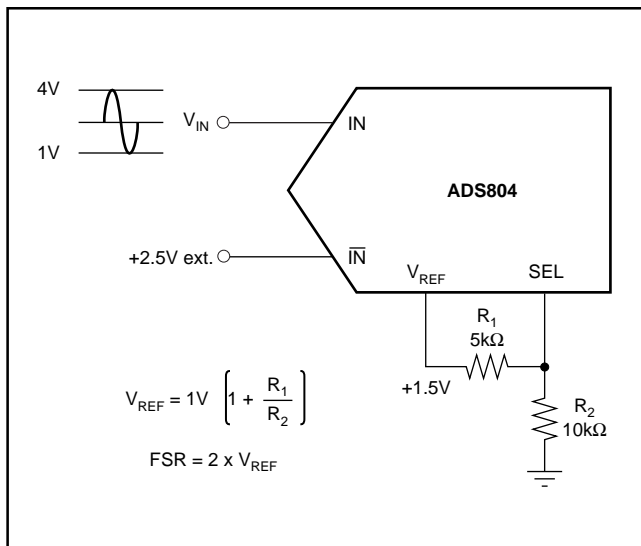 4V
V_IN
IN
1V
ADS804
+2.5V ext.
I̅N̅
V_REF
SEL
R_1
5kΩ
+1.5V
V_REF = 1V (1 + R_1/R_2)
R_2
10kΩ
FSR = 2 x V_REF